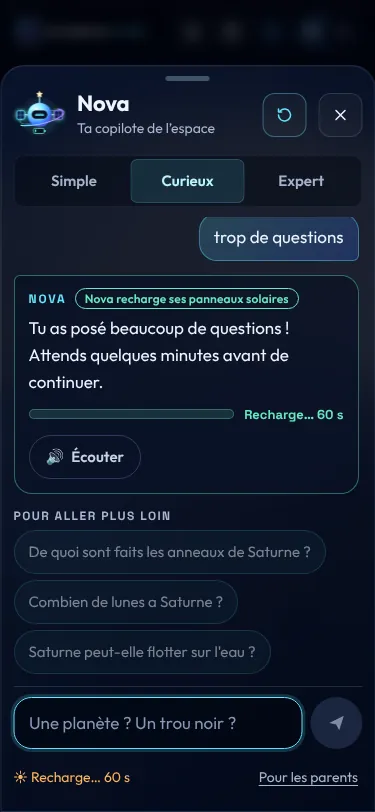 Nova
Ta copilote de l'espace
Simple
Curieux
Expert
trop de questions
NOVA
Nova recharge ses panneaux solaires
Tu as posé beaucoup de questions !
Attends quelques minutes avant de
continuer.
Recharge... 60 s
Écouter
POUR ALLER PLUS LOIN
De quoi sont faits les anneaux de Saturne ?
Combien de lunes a Saturne ?
Saturne peut-elle flotter sur l'eau ?
Une planète ? Un trou noir ?
Recharge... 60 s
Pour les parents